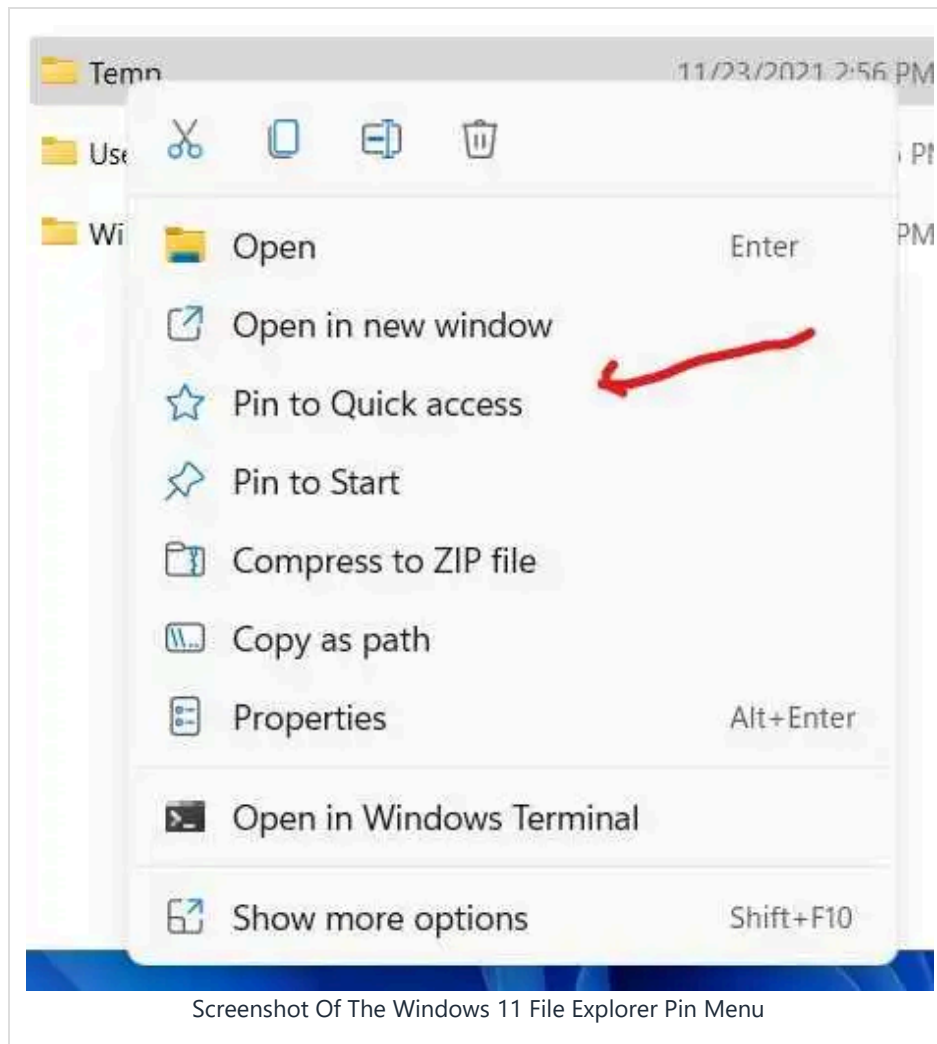 Temp 11/23/2021 2:56 PM
Open Enter
Open in new window
Pin to Quick access
Pin to Start
Compress to ZIP file
Copy as path
Properties Alt+Enter
Open in Windows Terminal
Show more options Shift+F10
Screenshot Of The Windows 11 File Explorer Pin Menu